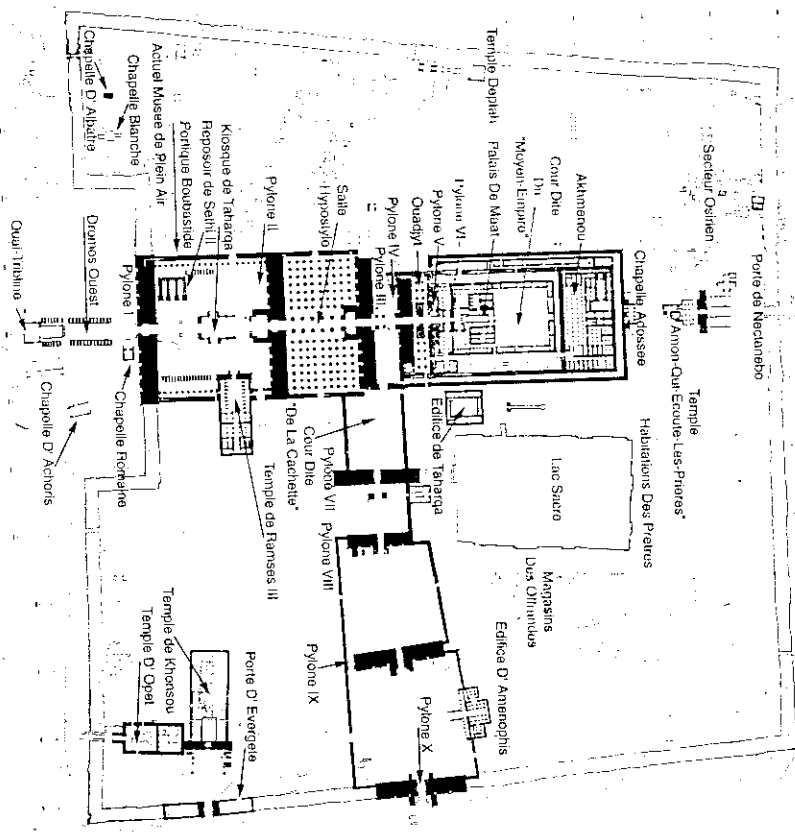 Porte de Nectanebo
Secteur Osirien
Temple
D'Amon-Qui-Ecoute-Les-Prieres"
Habitations Des Pretres
Chapelle Adossee
Akhmenou
Cour Dite
Du
"Moyen-Empire"
Temple Deptah
Palais De Maat
Pylone VI
Pylone V
Ouadjyt
Pylone IV
Pylone III
Salle
Hypostyle
Pylone II
Kiosque de Taharqa
Reposoir de Sethi II
Portique Boubastide
Actuel Musee de Plein Air
Chapelle Blanche
Chapelle D'Albatre
Pylone I
Dromos Ouest
Quai-Tribune
Chapelle Romaine
Chapelle D'Achoris
Temple de Ramses III
Cour Dite
"De La Cachette"
Edifice de Taharqa
Lac Sacre
Magasins
Des Offrandes
Pylone VII
Pylone VIII
Pylone IX
Edifice D'Amenophis
Pylone X
Porte D'Evergete
Temple de Khonsou
Temple D'Opet